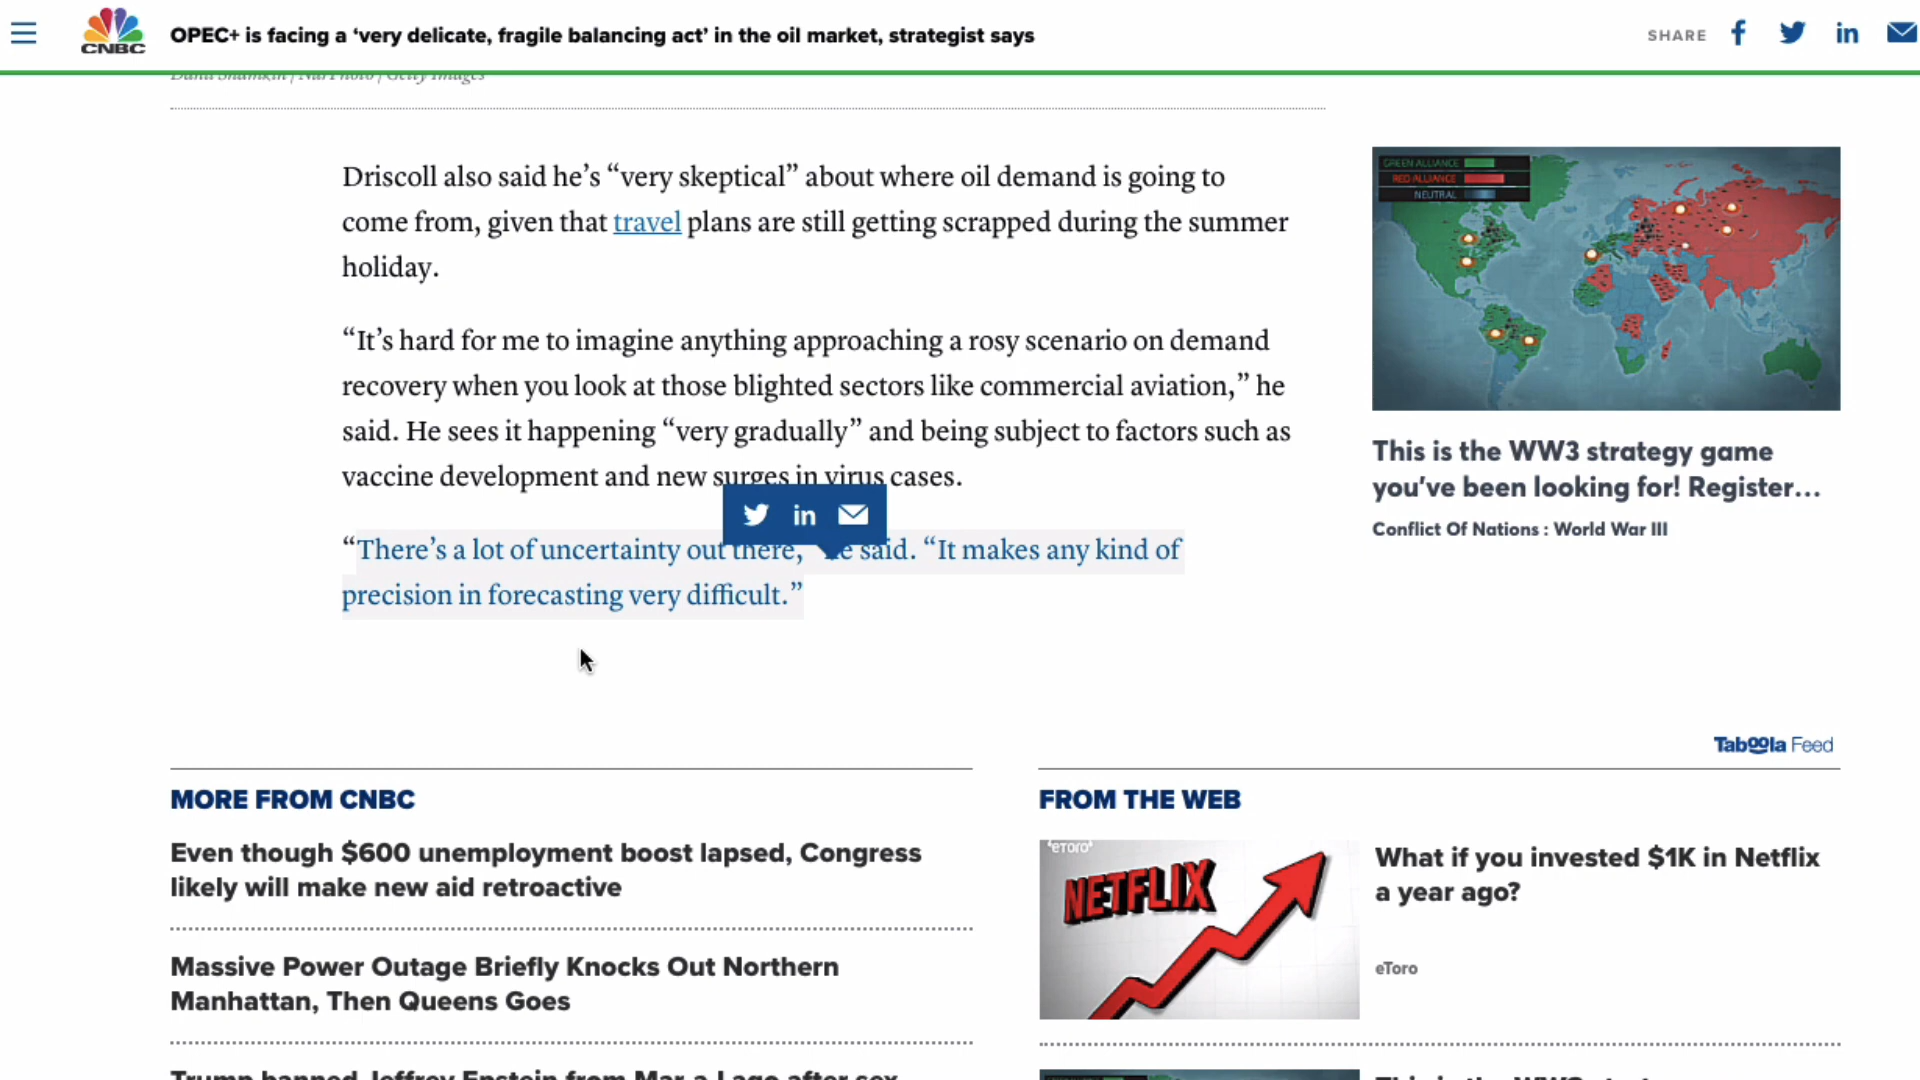 CNBC
OPEC+ is facing a ‘very delicate, fragile balancing act’ in the oil market, strategist says
SHARE
Driscoll also said he’s “very skeptical” about where oil demand is going to
come from, given that travel plans are still getting scrapped during the summer
holiday.
“It’s hard for me to imagine anything approaching a rosy scenario on demand
recovery when you look at those blighted sectors like commercial aviation,” he
said. He sees it happening “very gradually” and being subject to factors such as
vaccine development and new surges in virus cases.
“There’s a lot of uncertainty out there, he said. “It makes any kind of
precision in forecasting very difficult.”
GREEN ALLIANCE
RED ALLIANCE
NEUTRAL
This is the WW3 strategy game
you’ve been looking for! Register...
Conflict Of Nations : World War III
Taboola Feed
MORE FROM CNBC
Even though $600 unemployment boost lapsed, Congress
likely will make new aid retroactive
Massive Power Outage Briefly Knocks Out Northern
Manhattan, Then Queens Goes
Trump banned Jeffrey Epstein from Mar-a-Lago after sex
FROM THE WEB
eToro
NETFLIX
What if you invested $1K in Netflix
a year ago?
eToro